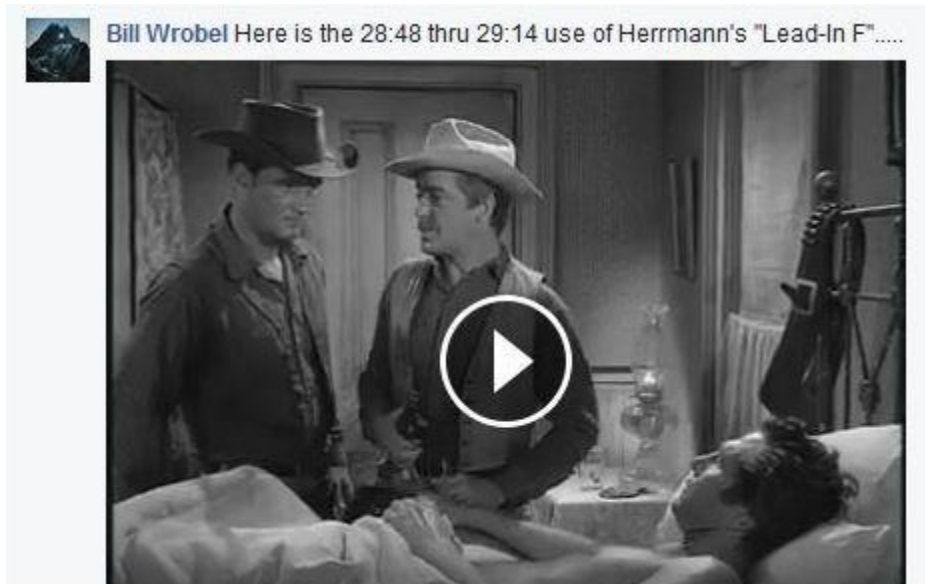 Bill Wrobel Here is the 28:48 thru 29:14 use of Herrmann's "Lead-In F".....